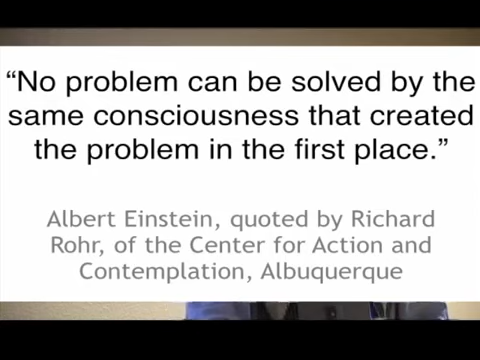 “No problem can be solved by the
same consciousness that created
the problem in the first place.”
Albert Einstein, quoted by Richard
Rohr, of the Center for Action and
Contemplation, Albuquerque